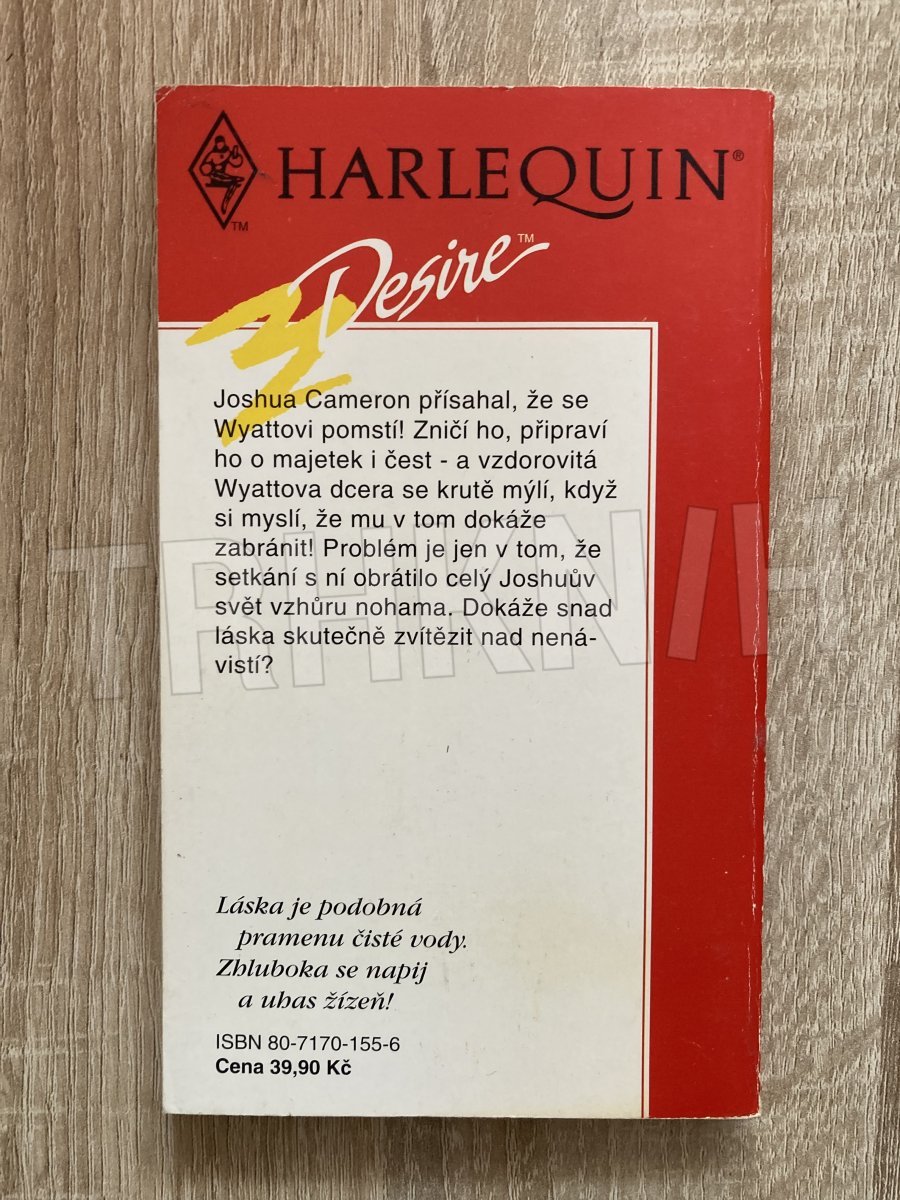 HARLEQUIN®
TM
Desire™
Joshua Cameron přísahal, že se
Wyattovi pomstí! Zničí ho, připraví
ho o majetek i čest - a vzdorovitá
Wyattova dcera se krutě mýlí, když
si myslí, že mu v tom dokáže
zabránit! Problém je jen v tom, že
setkání s ní obrátilo celý Joshuův
svět vzhůru nohama. Dokáže snad
láska skutečně zvítězit nad nená-
vistí?
TRHKNIH
Láska je podobná
pramenu čisté vody.
Zhluboka se napij
a uhas žízeň!
ISBN 80-7170-155-6
Cena 39,90 Kč